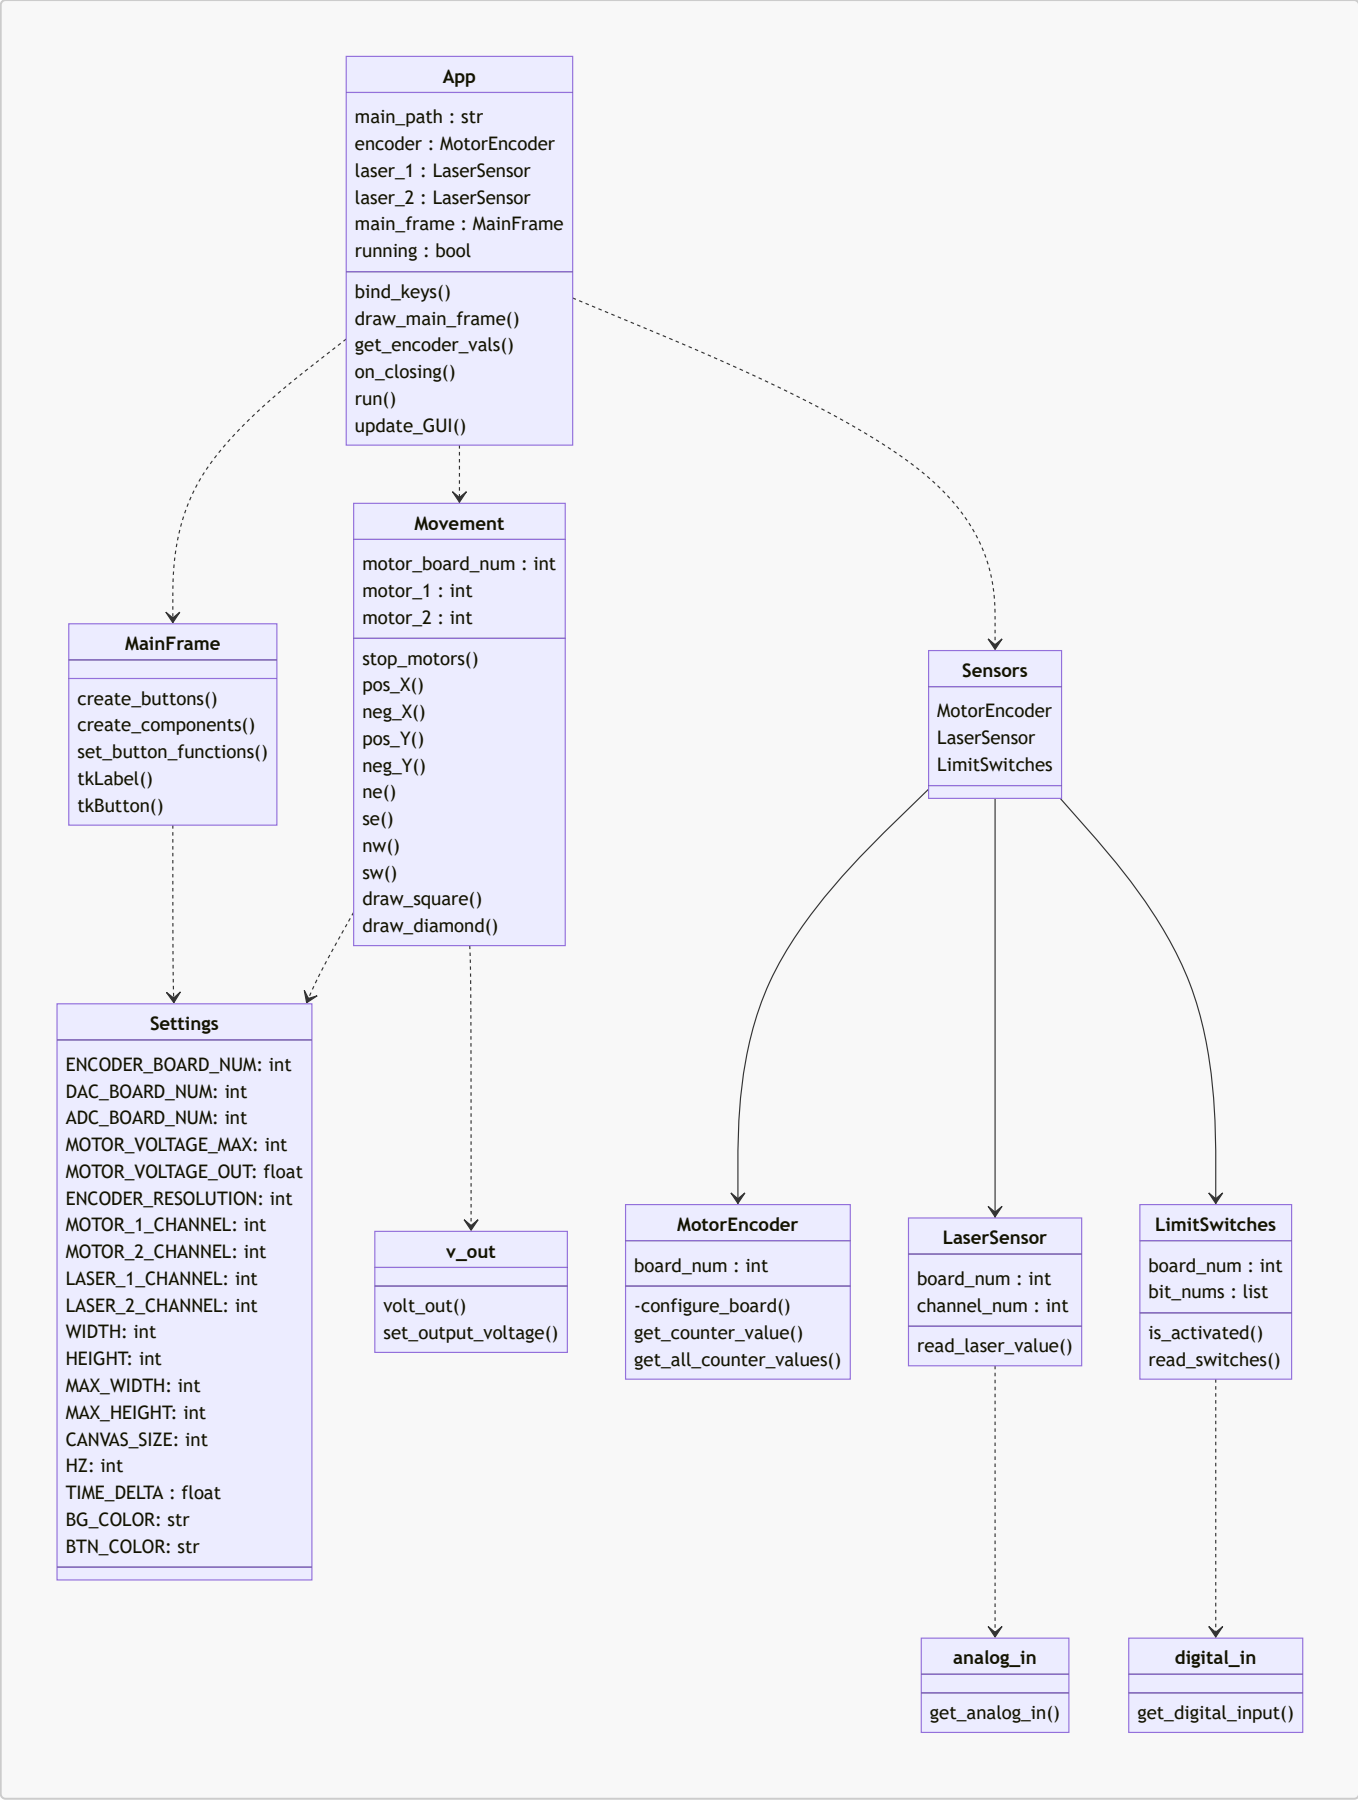 App
main_path : str
encoder : MotorEncoder
laser_1 : LaserSensor
laser_2 : LaserSensor
main_frame : MainFrame
running : bool
bind_keys()
draw_main_frame()
get_encoder_vals()
on_closing()
run()
update_GUI()
Movement
motor_board_num : int
motor_1 : int
motor_2 : int
stop_motors()
pos_X()
neg_X()
pos_Y()
neg_Y()
ne()
se()
nw()
sw()
draw_square()
draw_diamond()
MainFrame
create_buttons()
create_components()
set_button_functions()
tkLabel()
tkButton()
Sensors
MotorEncoder
LaserSensor
LimitSwitches
Settings
ENCODER_BOARD_NUM: int
DAC_BOARD_NUM: int
ADC_BOARD_NUM: int
MOTOR_VOLTAGE_MAX: int
MOTOR_VOLTAGE_OUT: float
ENCODER_RESOLUTION: int
MOTOR_1_CHANNEL: int
MOTOR_2_CHANNEL: int
LASER_1_CHANNEL: int
LASER_2_CHANNEL: int
WIDTH: int
HEIGHT: int
MAX_WIDTH: int
MAX_HEIGHT: int
CANVAS_SIZE: int
HZ: int
TIME_DELTA : float
BG_COLOR: str
BTN_COLOR: str
v_out
volt_out()
set_output_voltage()
MotorEncoder
board_num : int
-configure_board()
get_counter_value()
get_all_counter_values()
LaserSensor
board_num : int
channel_num : int
read_laser_value()
LimitSwitches
board_num : int
bit_nums : list
is_activated()
read_switches()
analog_in
get_analog_in()
digital_in
get_digital_input()